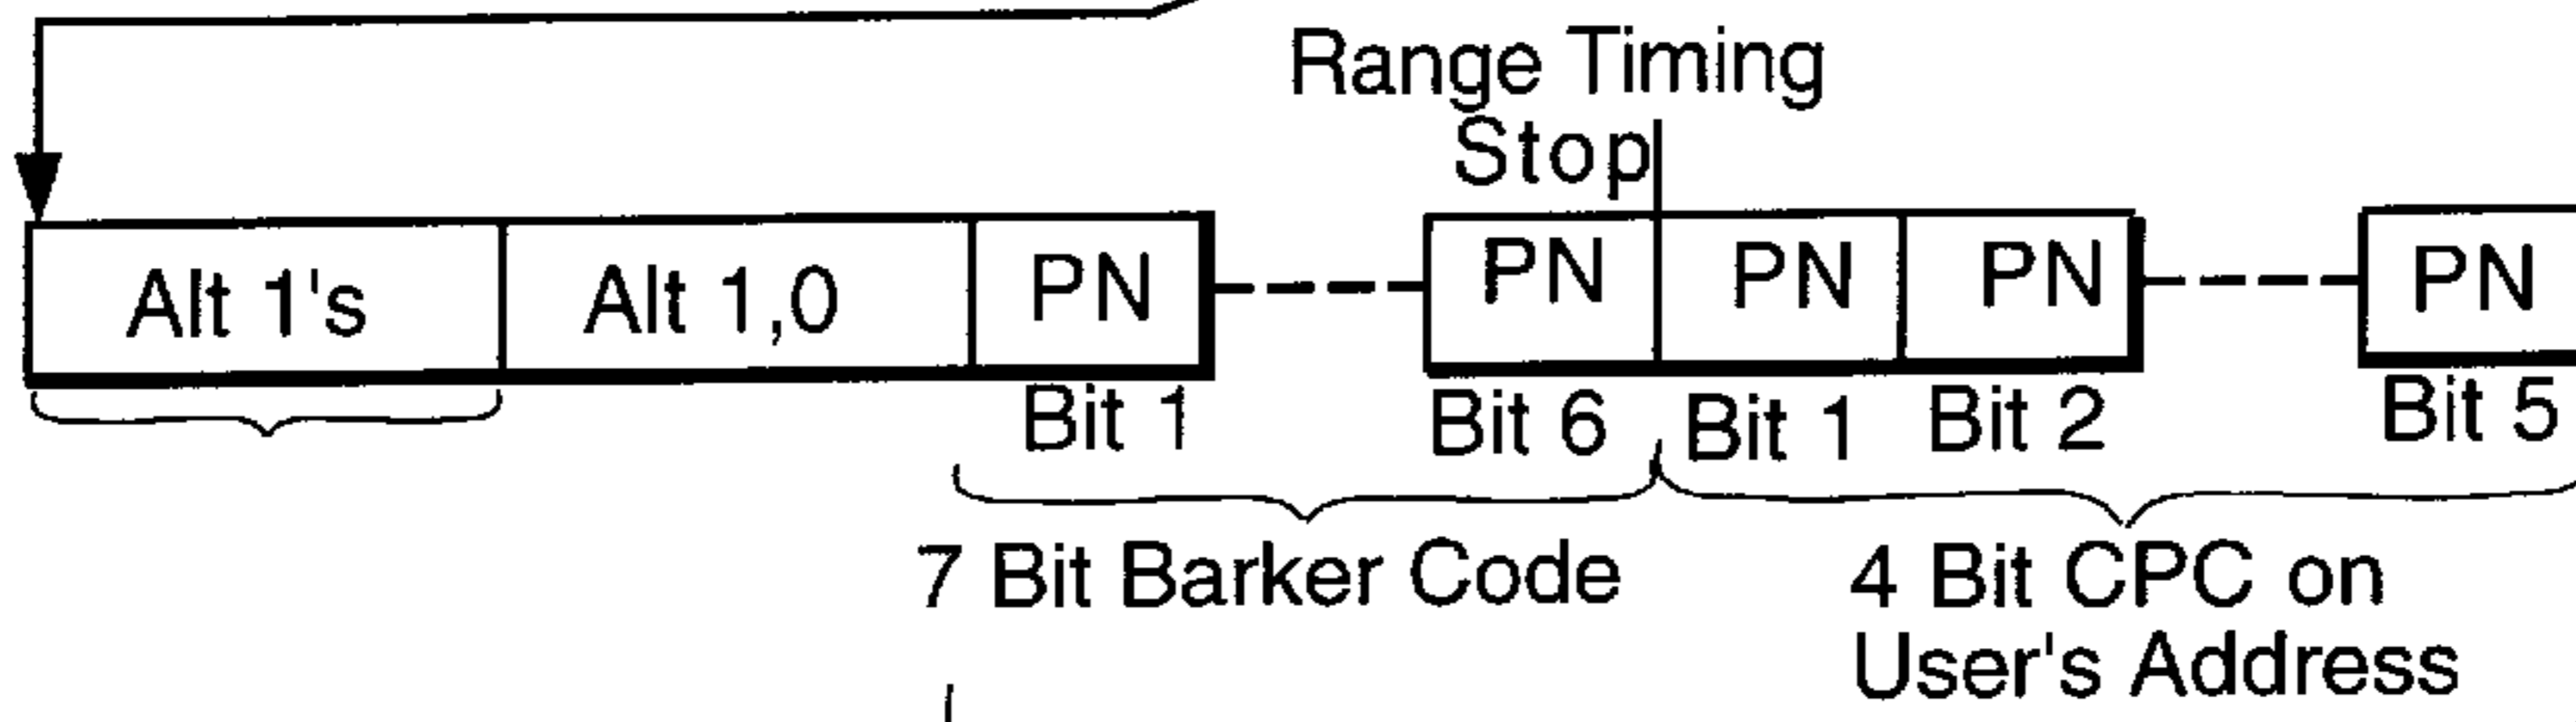 Range Timing
Stop
Alt 1's Alt 1,0 PN PN PN PN PN
Bit 1 Bit 6 Bit 1 Bit 2 Bit 5
7 Bit Barker Code
4 Bit CPC on
User's Address